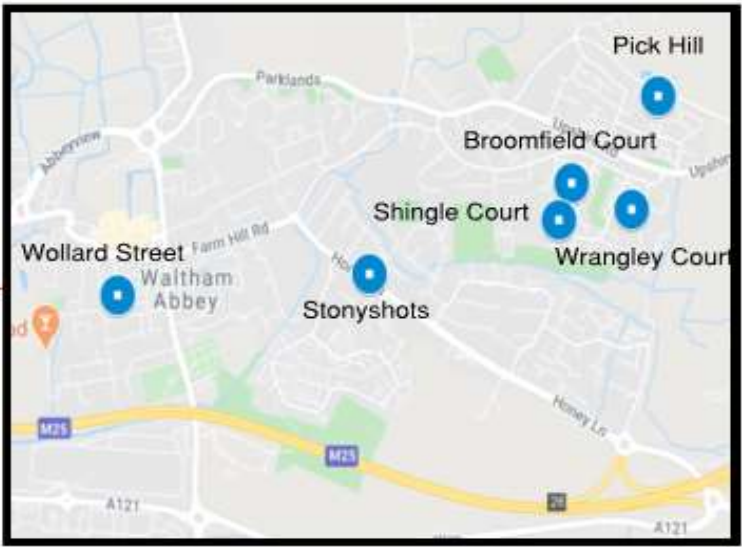 Pick Hill
Parklands
Abbeyview
Broomfield Court
Shingle Court
Wrangley Court
Farm Hill Rd
Wollard Street
Waltham
Abbey
Stonyshots
Honey Ln
M25
M25
26
A121
A121